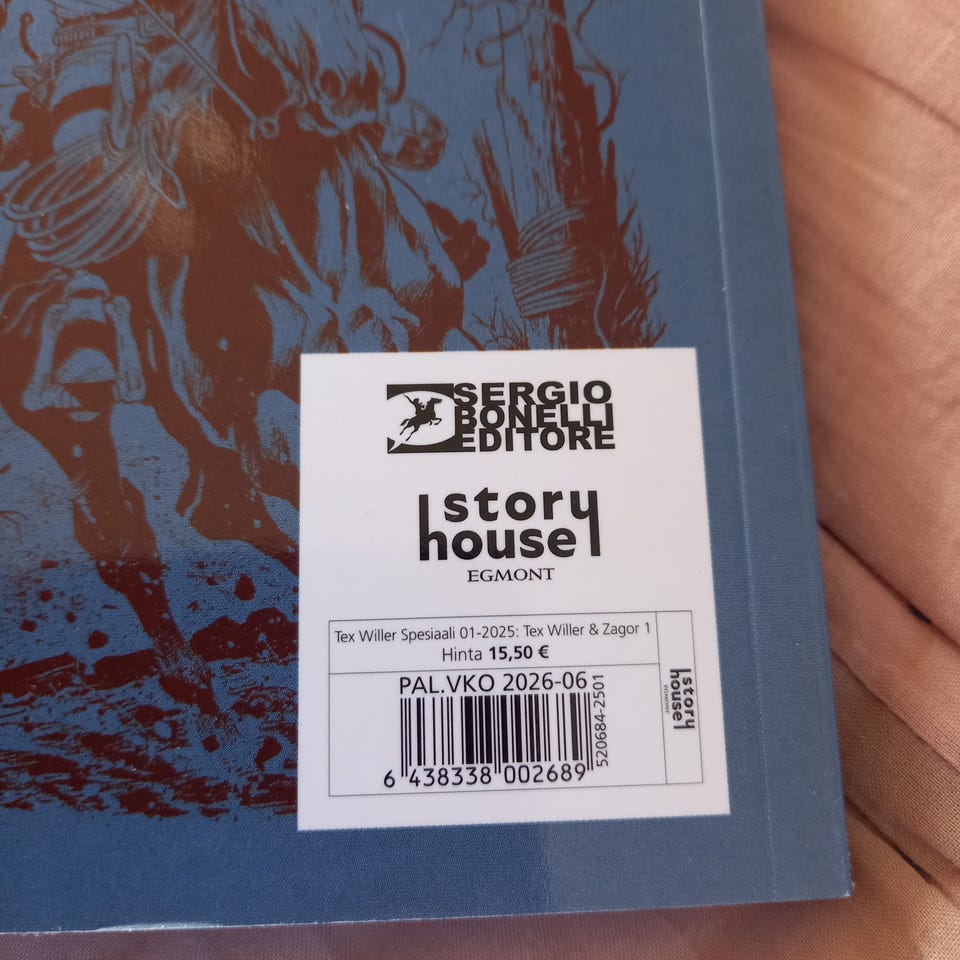 SERGIO
BONELLI
EDITORE
story
house
EGMONT
Tex Willer Spesiaali 01-2025: Tex Willer & Zagor 1
Hinta 15,50 €
PAL.VKO 2026-06
520684-2501
6 438338 002689
story
house
EGMONT